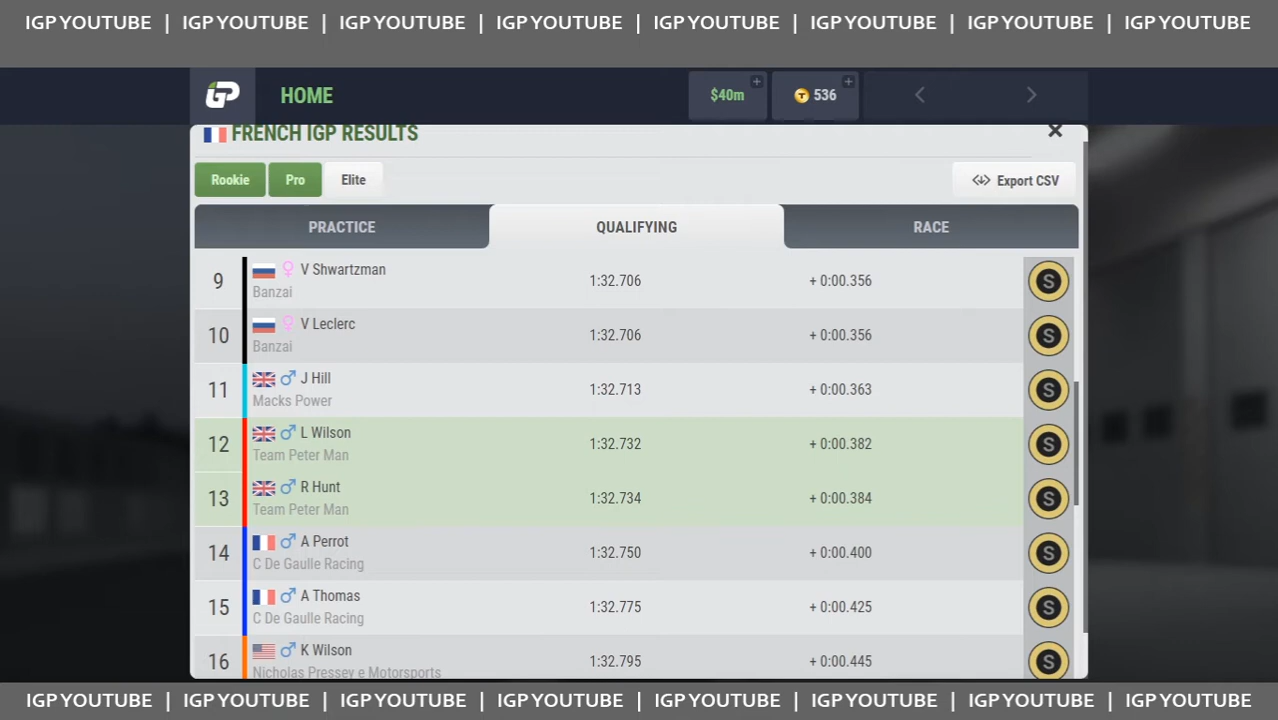 IGP YOUTUBE | IGP YOUTUBE | IGP YOUTUBE | IGP YOUTUBE | IGP YOUTUBE | IGP YOUTUBE | IGP YOUTUBE | IGP YOUTUBE
GP HOME $40m + 536 +
FRENCH IGP RESULTS
Rookie Pro Elite Export CSV
PRACTICE QUALIFYING RACE
9 V Shwartzman 1:32.706 + 0:00.356 S
Banzai
10 V Leclerc 1:32.706 + 0:00.356 S
Banzai
11 J Hill 1:32.713 + 0:00.363 S
Macks Power
12 L Wilson 1:32.732 + 0:00.382 S
Team Peter Man
13 R Hunt 1:32.734 + 0:00.384 S
Team Peter Man
14 A Perrot 1:32.750 + 0:00.400 S
C De Gaulle Racing
15 A Thomas 1:32.775 + 0:00.425 S
C De Gaulle Racing
16 K Wilson 1:32.795 + 0:00.445 S
Nicholas Pressey e Motorsports
IGP YOUTUBE | IGP YOUTUBE | IGP YOUTUBE | IGP YOUTUBE | IGP YOUTUBE | IGP YOUTUBE | IGP YOUTUBE | IGP YOUTUBE